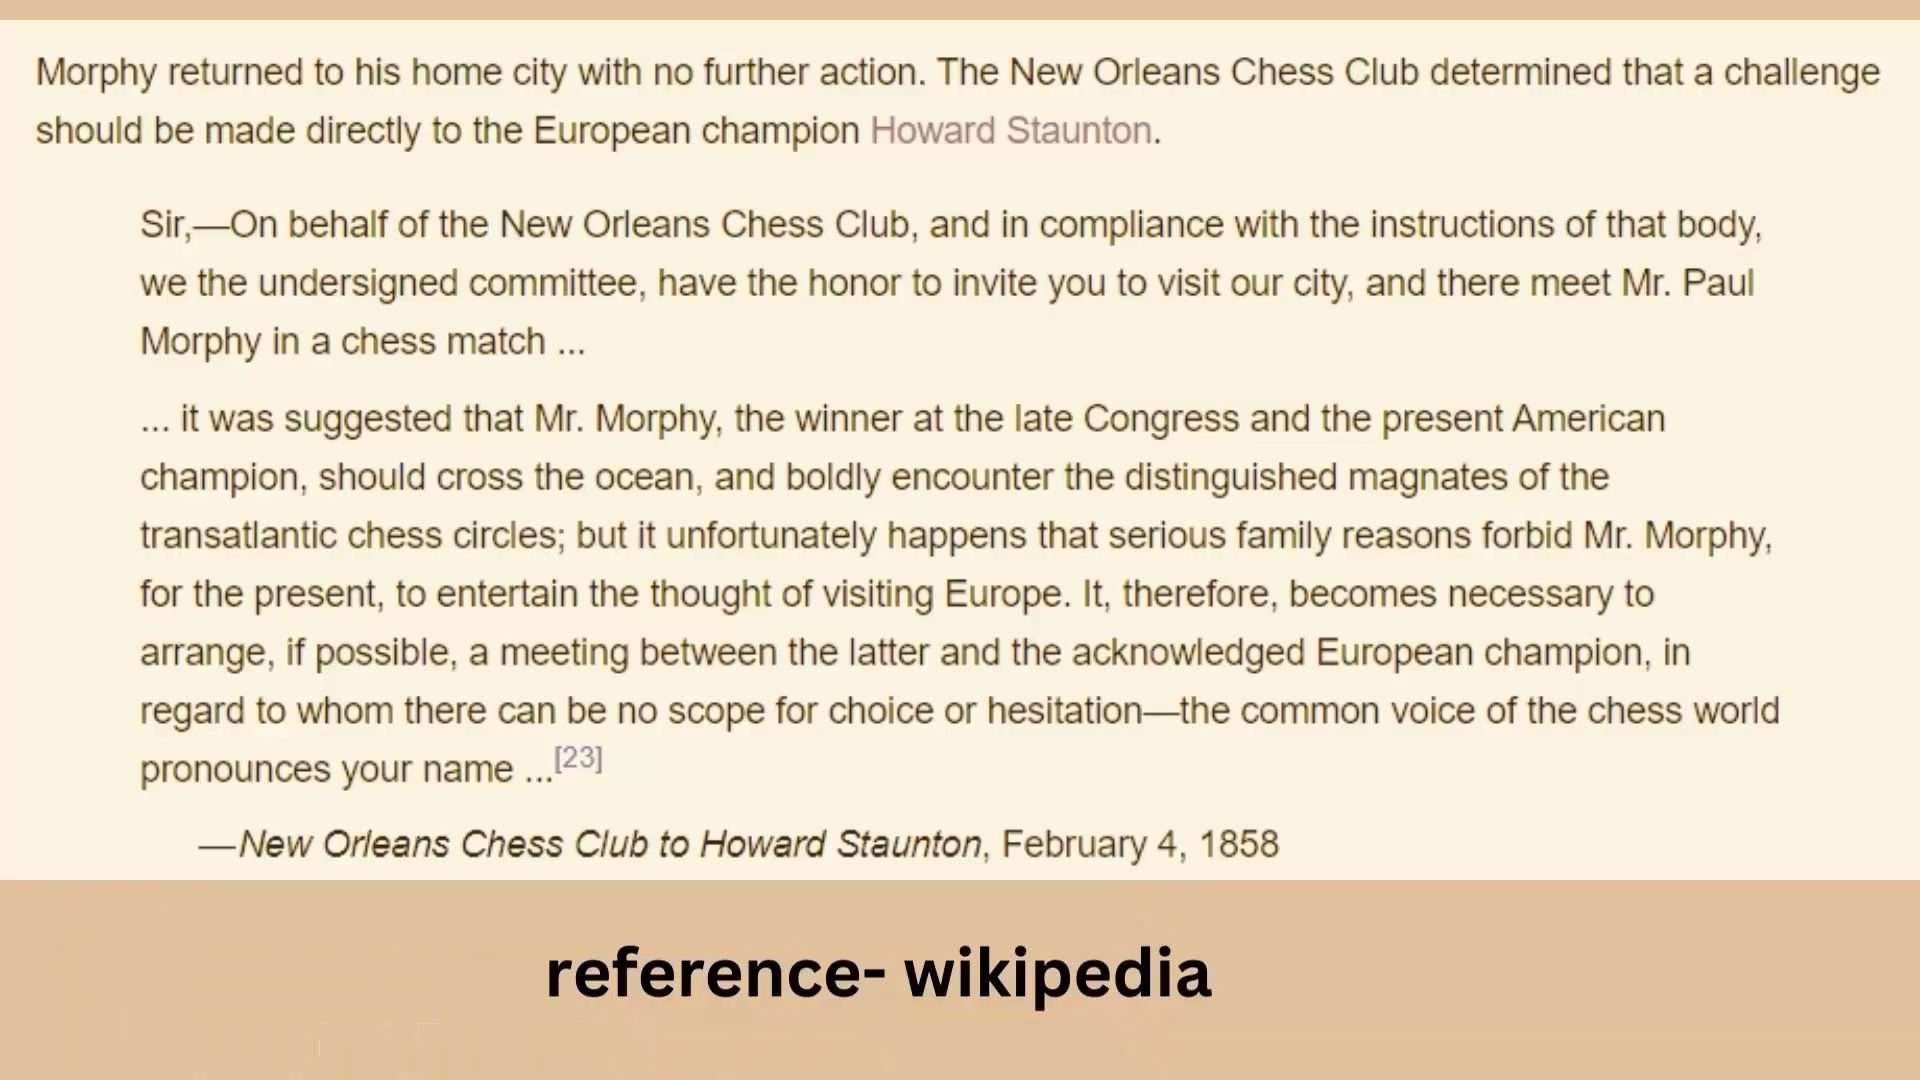 Morphy returned to his home city with no further action. The New Orleans Chess Club determined that a challenge
should be made directly to the European champion Howard Staunton.
Sir,—On behalf of the New Orleans Chess Club, and in compliance with the instructions of that body,
we the undersigned committee, have the honor to invite you to visit our city, and there meet Mr. Paul
Morphy in a chess match ...
... it was suggested that Mr. Morphy, the winner at the late Congress and the present American
champion, should cross the ocean, and boldly encounter the distinguished magnates of the
transatlantic chess circles; but it unfortunately happens that serious family reasons forbid Mr. Morphy,
for the present, to entertain the thought of visiting Europe. It, therefore, becomes necessary to
arrange, if possible, a meeting between the latter and the acknowledged European champion, in
regard to whom there can be no scope for choice or hesitation—the common voice of the chess world
pronounces your name ...[23]
—New Orleans Chess Club to Howard Staunton, February 4, 1858
reference- wikipedia